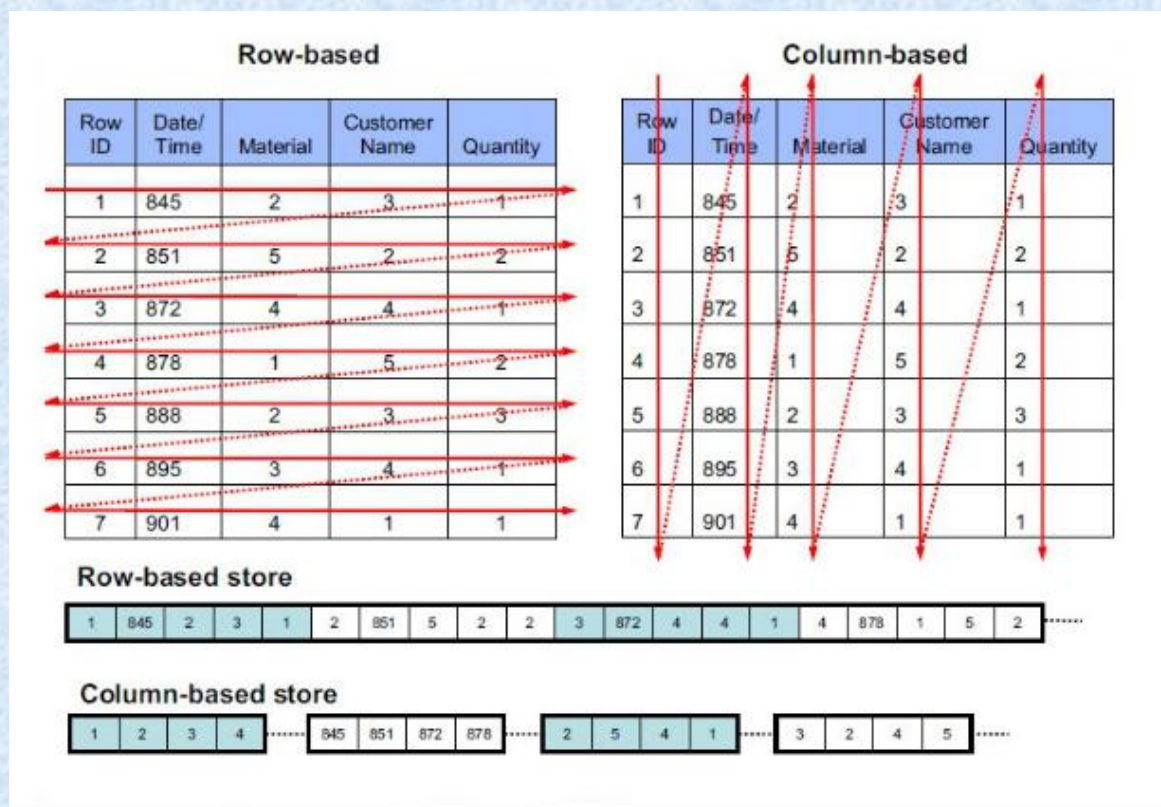 Row-based
Row ID Date/ Time Material Customer Name Quantity
1 845 2 3 1
2 851 5 2 2
3 872 4 4 1
4 878 1 5 2
5 888 2 3 3
6 895 3 4 1
7 901 4 1 1
Column-based
Row ID Date/ Time Material Customer Name Quantity
1 845 2 3 1
2 851 5 2 2
3 872 4 4 1
4 878 1 5 2
5 888 2 3 3
6 895 3 4 1
7 901 4 1 1
Row-based store
1 845 2 3 1 2 851 5 2 2 3 872 4 4 1 4 878 1 5 2
Column-based store
1 2 3 4 845 851 872 878 2 5 4 1 3 2 4 5